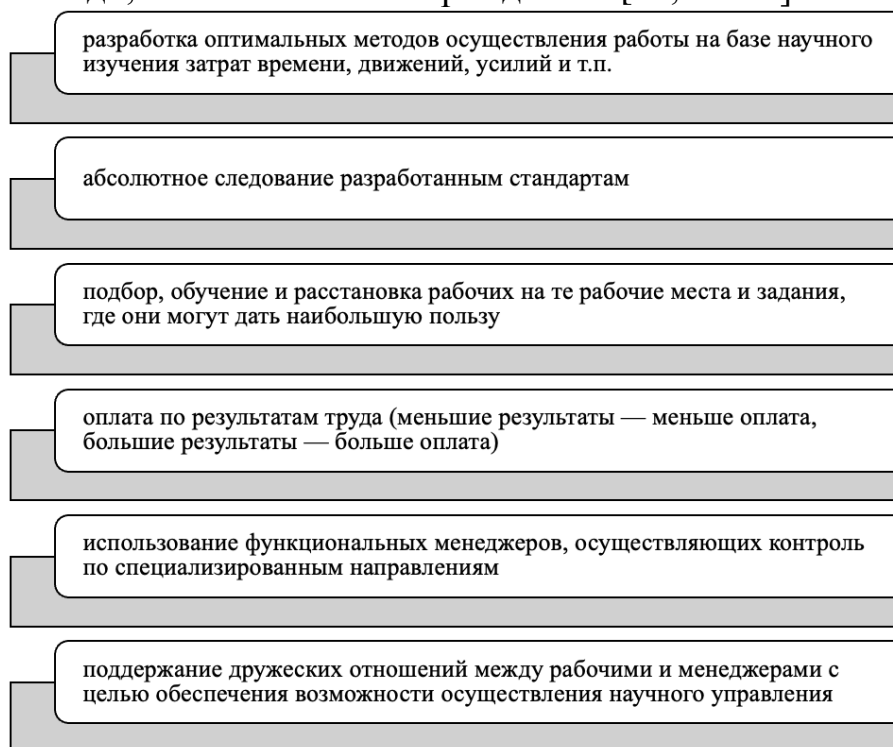 разработка оптимальных методов осуществления работы на базе научного
изучения затрат времени, движений, усилий и т.п.
абсолютное следование разработанным стандартам
подбор, обучение и расстановка рабочих на те рабочие места и задания,
где они могут дать наибольшую пользу
оплата по результатам труда (меньшие результаты — меньше оплата,
большие результаты — больше оплата)
использование функциональных менеджеров, осуществляющих контроль
по специализированным направлениям
поддержание дружеских отношений между рабочими и менеджерами с
целью обеспечения возможности осуществления научного управления